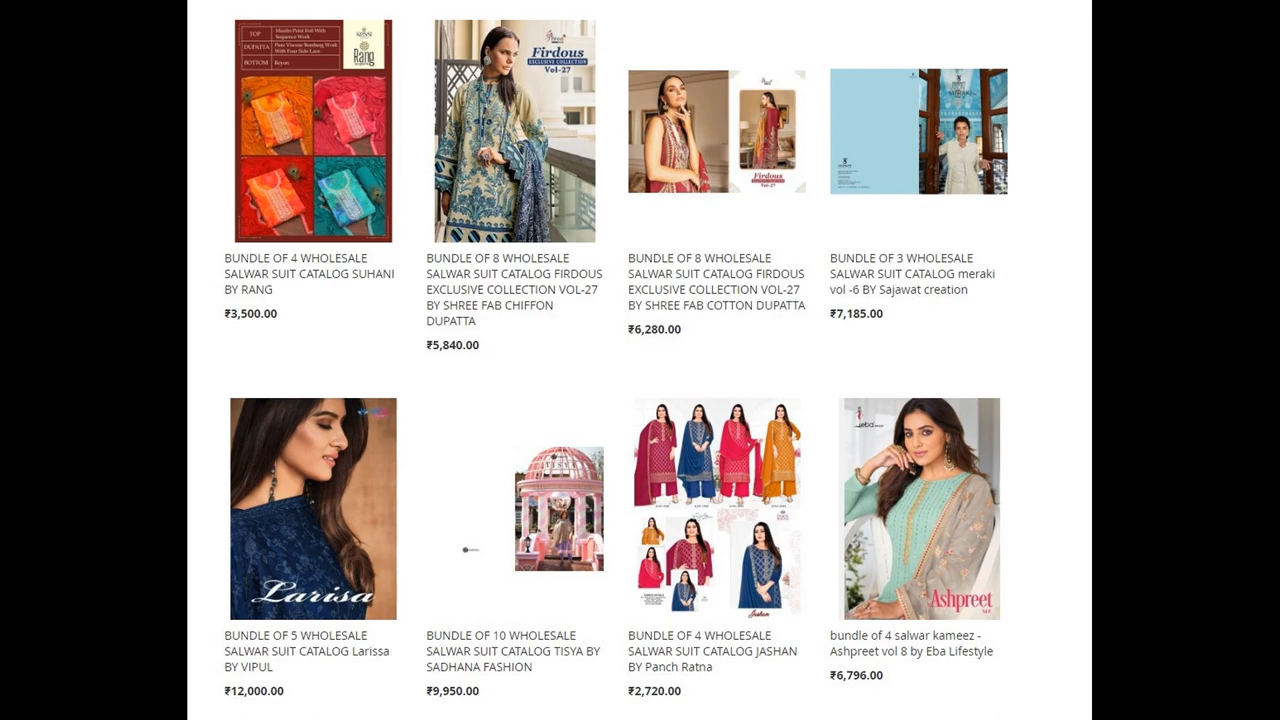 TOP
Muslin Print Foil With
Sequence Work
DUPATTA
Pure Viscose Bemberg Work
With Four Side Lace
BOTTOM
Reyon
Rang
Firdous
EXCLUSIVE COLLECTION
Vol-27
Firdous
Vol-27
MERAKI
BUNDLE OF 4 WHOLESALE
SALWAR SUIT CATALOG SUHANI
BY RANG
₹3,500.00
BUNDLE OF 8 WHOLESALE
SALWAR SUIT CATALOG FIRDOUS
EXCLUSIVE COLLECTION VOL-27
BY SHREE FAB CHIFFON
DUPATTA
₹5,840.00
BUNDLE OF 8 WHOLESALE
SALWAR SUIT CATALOG FIRDOUS
EXCLUSIVE COLLECTION VOL-27
BY SHREE FAB COTTON DUPATTA
₹6,280.00
BUNDLE OF 3 WHOLESALE
SALWAR SUIT CATALOG meraki
vol -6 BY Sajawat creation
₹7,185.00
Larisa
TISYA
Jashan
Ashpreet
BUNDLE OF 5 WHOLESALE
SALWAR SUIT CATALOG Larissa
BY VIPUL
₹12,000.00
BUNDLE OF 10 WHOLESALE
SALWAR SUIT CATALOG TISYA BY
SADHANA FASHION
₹9,950.00
BUNDLE OF 4 WHOLESALE
SALWAR SUIT CATALOG JASHAN
BY Panch Ratna
₹2,720.00
bundle of 4 salwar kameez -
Ashpreet vol 8 by Eba Lifestyle
₹6,796.00